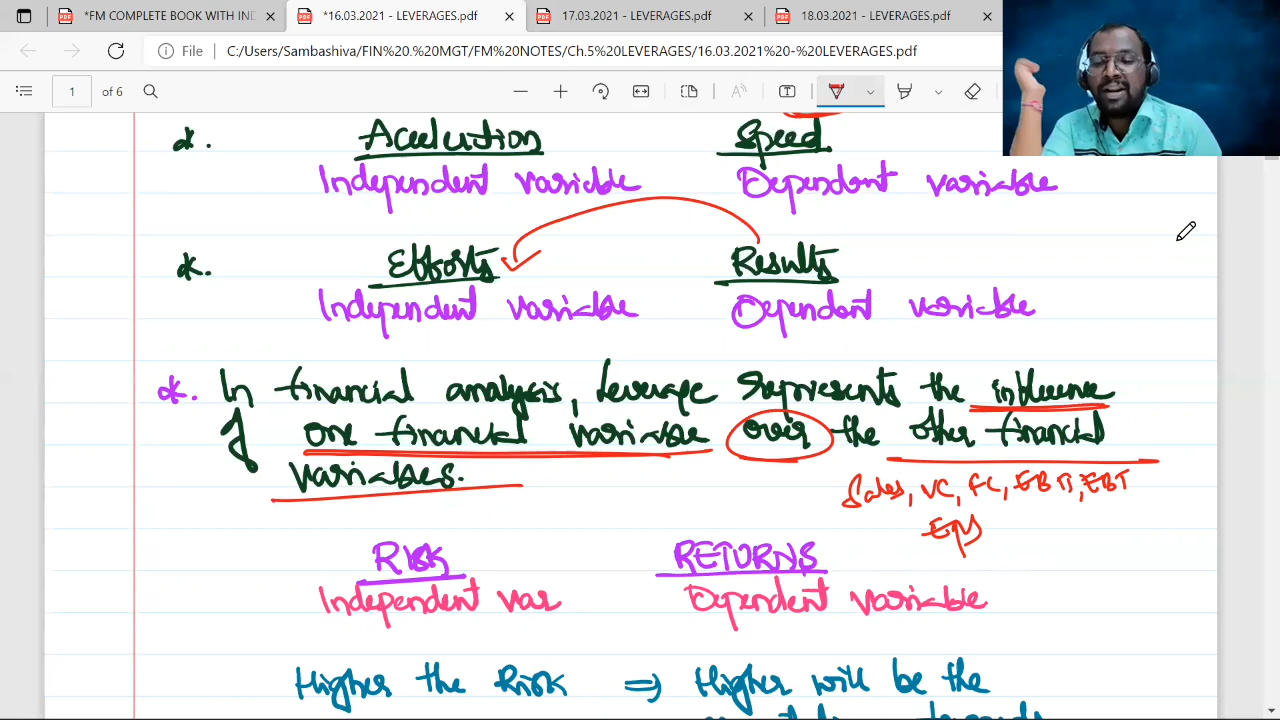 *FM COMPLETE BOOK WITH IND
*16.03.2021 - LEVERAGES.pdf
17.03.2021 - LEVERAGES.pdf
18.03.2021 - LEVERAGES.pdf
File C:/Users/Sambashiva/FIN%20.%20MGT/FM%20NOTES/Ch.5%20LEVERAGES/16.03.2021%20-%20LEVERAGES.pdf
1 of 6
Acelection Speed
Independent variable Dependent variable
Efforts Results
Independent variable Dependent variable
In financial analysis, leverage represents the influence
of one financial variable over the other financial
variables.
Sales, VC, FC, EBIT, EBT
EPS
RISK RETURNS
Independent var Dependent variable
Higher the Risk ⇒ Higher will be the